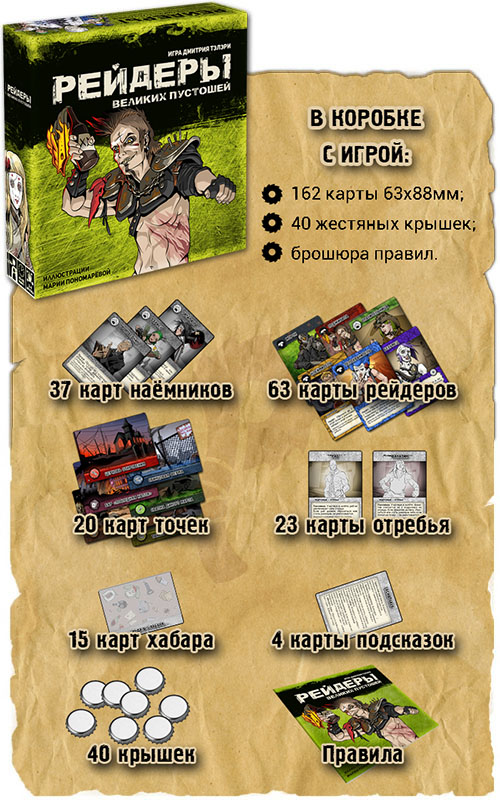 ИГРА ДМИТРИЯ ТЭЛЭРИ
РЕЙДЕРЫ
ВЕЛИКИХ ПУСТОШЕЙ
РЕЙДЕРЫ
ИЛЛЮСТРАЦИИ
МАРИИ ПОНОМАРЁВОЙ
В КОРОБКЕ
С ИГРОЙ:
162 карты 63х88мм;
40 жестяных крышек;
брошюра правил.
37 карт наёмников
63 карты рейдеров
20 карт точек
23 карты отребья
15 карт хабара
4 карты подсказок
РЕЙДЕРЫ
ВЕЛИКИХ ПУСТОШЕЙ
40 крышек
Правила